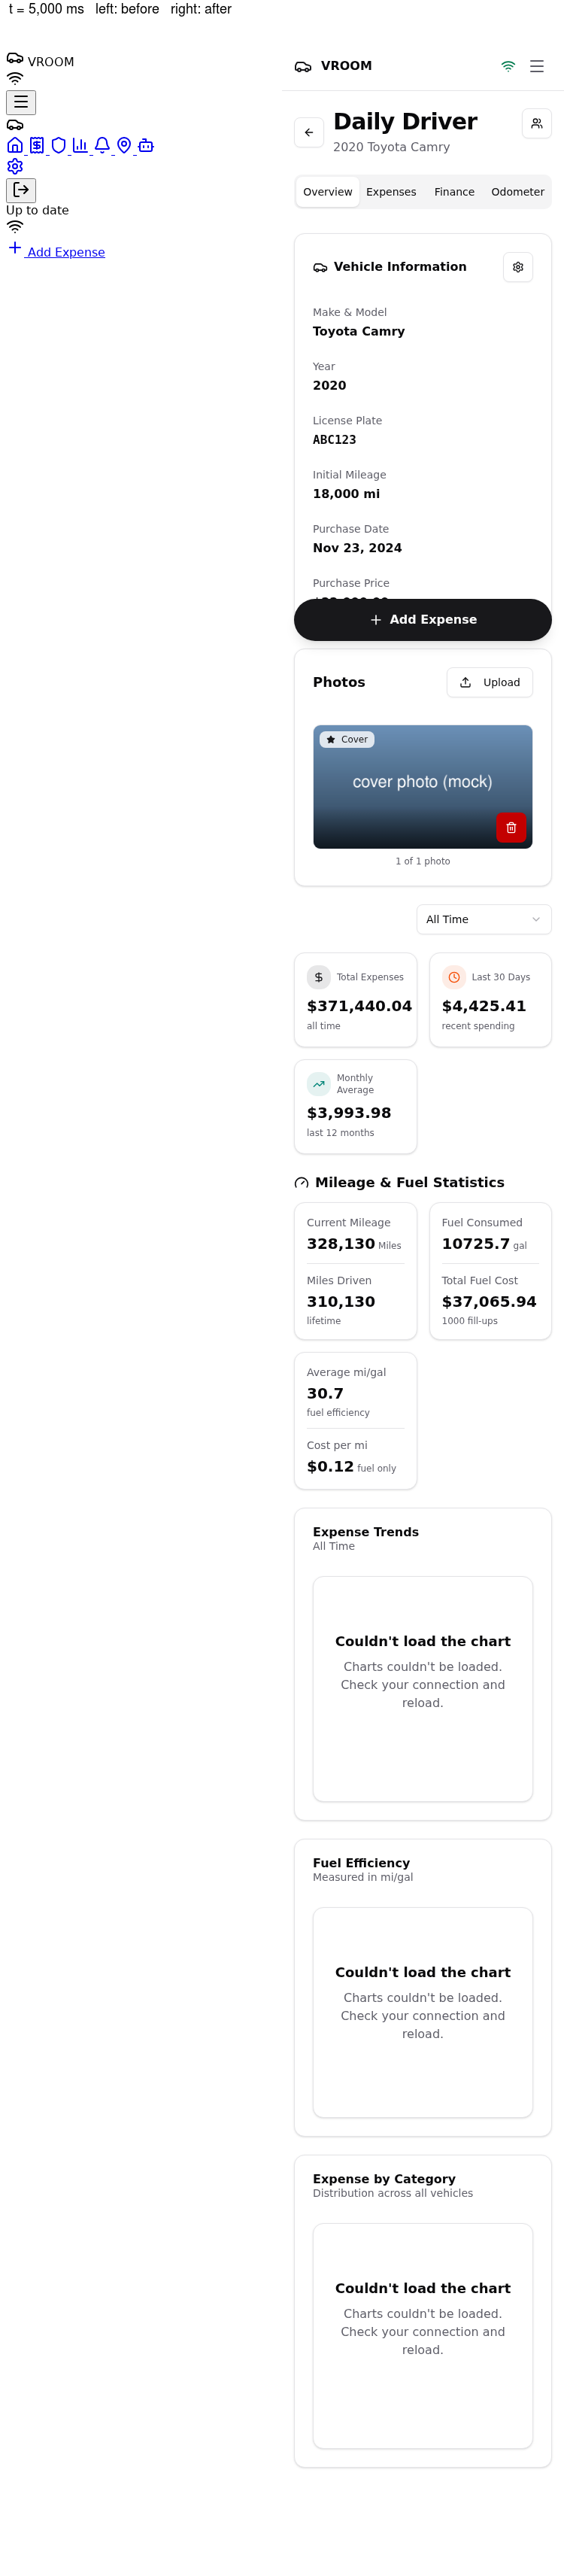 t = 5,000 ms left: before right: after
VROOM
Up to date
Add Expense
VROOM
Daily Driver
2020 Toyota Camry
Overview Expenses Finance Odometer
Vehicle Information
Make & Model
Toyota Camry
Year
2020
License Plate
ABC123
Initial Mileage
18,000 mi
Purchase Date
Nov 23, 2024
Purchase Price
Add Expense
Photos Upload
Cover
cover photo (mock)
1 of 1 photo
All Time
Total Expenses
$371,440.04
all time
Last 30 Days
$4,425.41
recent spending
Monthly
Average
$3,993.98
last 12 months
Mileage & Fuel Statistics
Current Mileage
328,130 Miles
Miles Driven
310,130
lifetime
Fuel Consumed
10725.7 gal
Total Fuel Cost
$37,065.94
1000 fill-ups
Average mi/gal
30.7
fuel efficiency
Cost per mi
$0.12 fuel only
Expense Trends
All Time
Couldn't load the chart
Charts couldn't be loaded.
Check your connection and
reload.
Fuel Efficiency
Measured in mi/gal
Couldn't load the chart
Charts couldn't be loaded.
Check your connection and
reload.
Expense by Category
Distribution across all vehicles
Couldn't load the chart
Charts couldn't be loaded.
Check your connection and
reload.